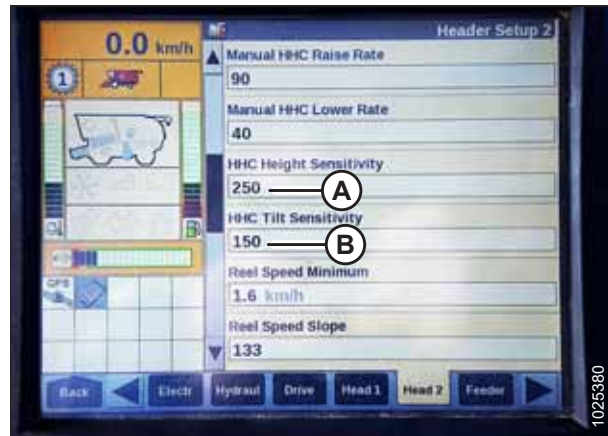 Header Setup 2
0.0 km/h
1
Manual HHC Raise Rate
90
Manual HHC Lower Rate
40
HHC Height Sensitivity
250
A
HHC Tilt Sensitivity
150
B
Reel Speed Minimum
1.6 km/h
Reel Speed Slope
133
GPS
Back
Electr
Hydraul
Drive
Head 1
Head 2
Feeder
1025380